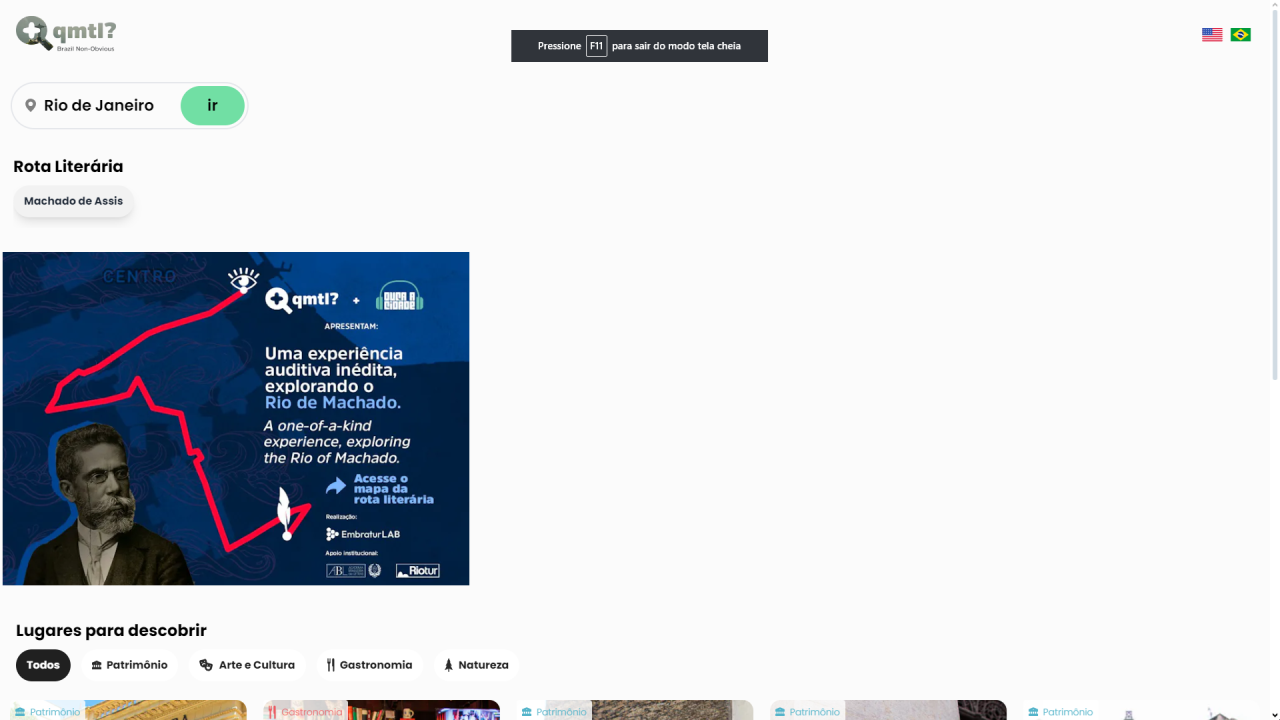 qmtl?
Brazil Non-Obvious
Pressione F11 para sair do modo tela cheia
Rio de Janeiro
ir
Rota Literária
Machado de Assis
CENTRO
qmtl? + OUÇA A CIDADE
APRESENTAM:
Uma experiência
auditiva inédita,
explorando o
Rio de Machado.
A one-of-a-kind
experience, exploring
the Rio of Machado.
Acesse o
mapa da
rota literária
Realização:
EmbraturLAB
Apoio Institucional:
ABL
Riotur
Lugares para descobrir
Todos
Patrimônio
Arte e Cultura
Gastronomia
Natureza
Patrimônio
Gastronomia
Patrimônio
Patrimônio
Patrimônio